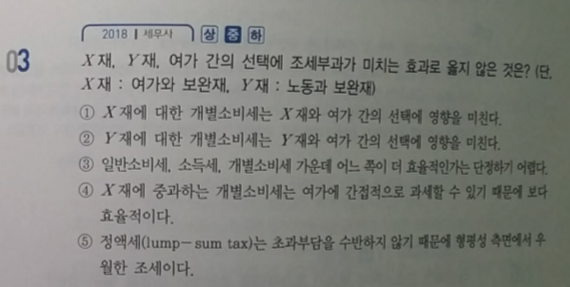 2018 | 세무사 상 중 하
03 X재, Y재, 여가 간의 선택에 조세부과가 미치는 효과로 옳지 않은 것은? (단,
X재 : 여가와 보완재, Y재 : 노동과 보완재)
① X재에 대한 개별소비세는 X재와 여가 간의 선택에 영향을 미친다.
② Y재에 대한 개별소비세는 Y재와 여가 간의 선택에 영향을 미친다.
③ 일반소비세, 소득세, 개별소비세 가운데 어느 쪽이 더 효율적인가는 단정하기 어렵다.
④ X재에 중과하는 개별소비세는 여가에 간접적으로 과세할 수 있기 때문에 보다
효율적이다.
⑤ 정액세(lump-sum tax)는 초과부담을 수반하지 않기 때문에 형평성 측면에서 우
월한 조세이다.